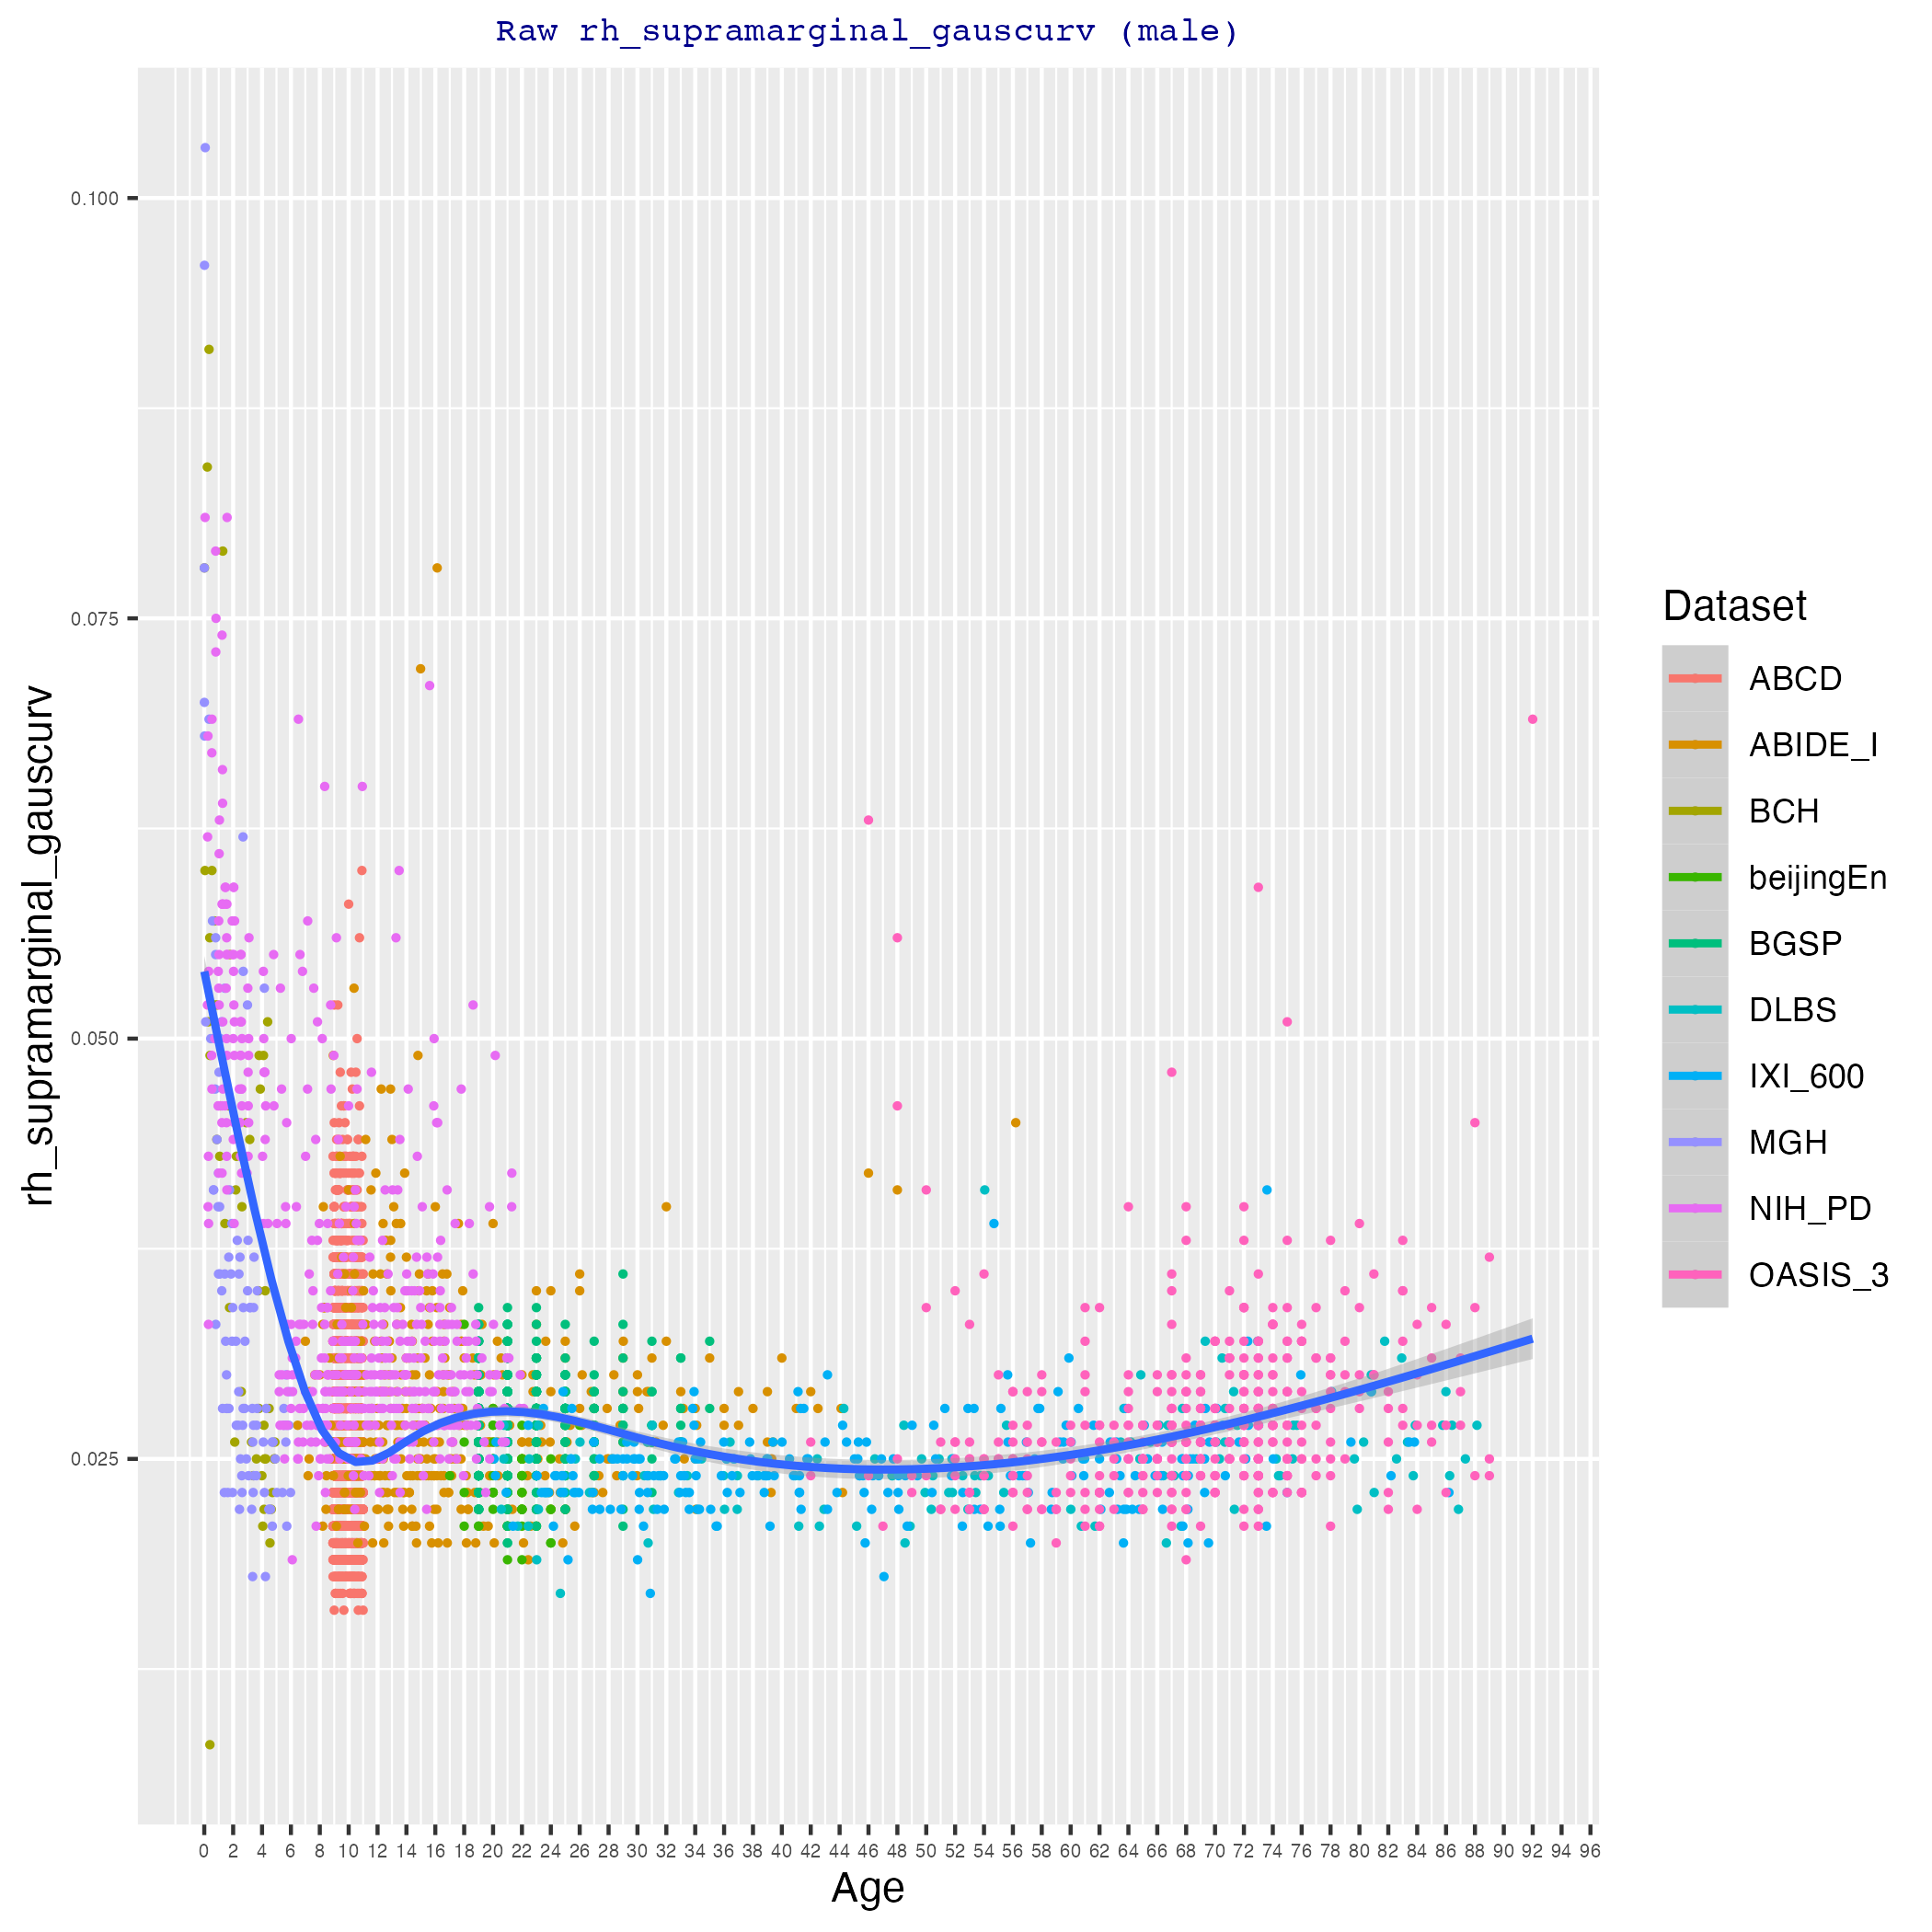 Raw rh_supramarginal_gauscurv (male)
rh_supramarginal_gauscurv
0.100
0.075
0.050
0.025
0 2 4 6 8 10 12 14 16 18 20 22 24 26 28 30 32 34 36 38 40 42 44 46 48 50 52 54 56 58 60 62 64 66 68 70 72 74 76 78 80 82 84 86 88 90 92 94 96
Age
Dataset
ABCD
ABIDE_I
BCH
beijingEn
BGSP
DLBS
IXI_600
MGH
NIH_PD
OASIS_3